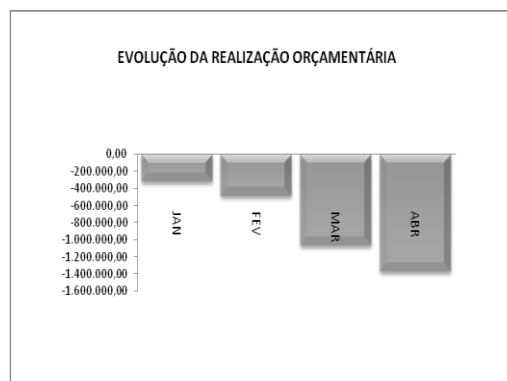 EVOLUÇÃO DA REALIZAÇÃO ORÇAMENTÁRIA
0,00
-200.000,00
-400.000,00
-600.000,00
-800.000,00
-1.000.000,00
-1.200.000,00
-1.400.000,00
-1.600.000,00
JAN
FEV
MAR
ABR